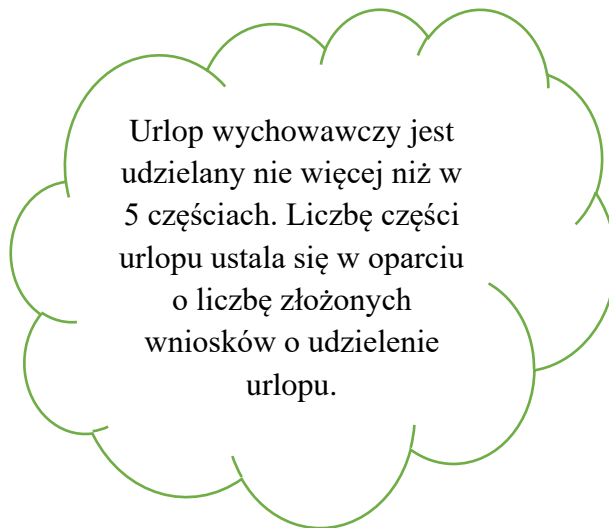 Urlop wychowawczy jest
udzielany nie więcej niż w
5 częściach. Liczbę części
urlopu ustala się w oparciu
o liczbę złożonych
wniosków o udzielenie
urlopu.